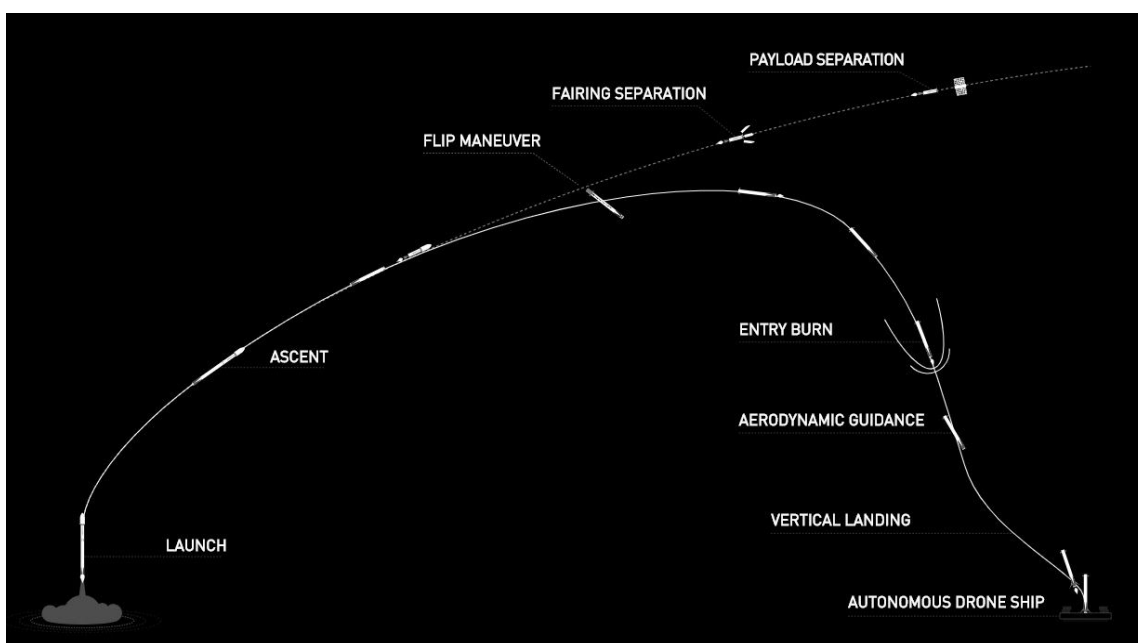 PAYLOAD SEPARATION
FAIRING SEPARATION
FLIP MANEUVER
ENTRY BURN
ASCENT
AERODYNAMIC GUIDANCE
VERTICAL LANDING
LAUNCH
AUTONOMOUS DRONE SHIP